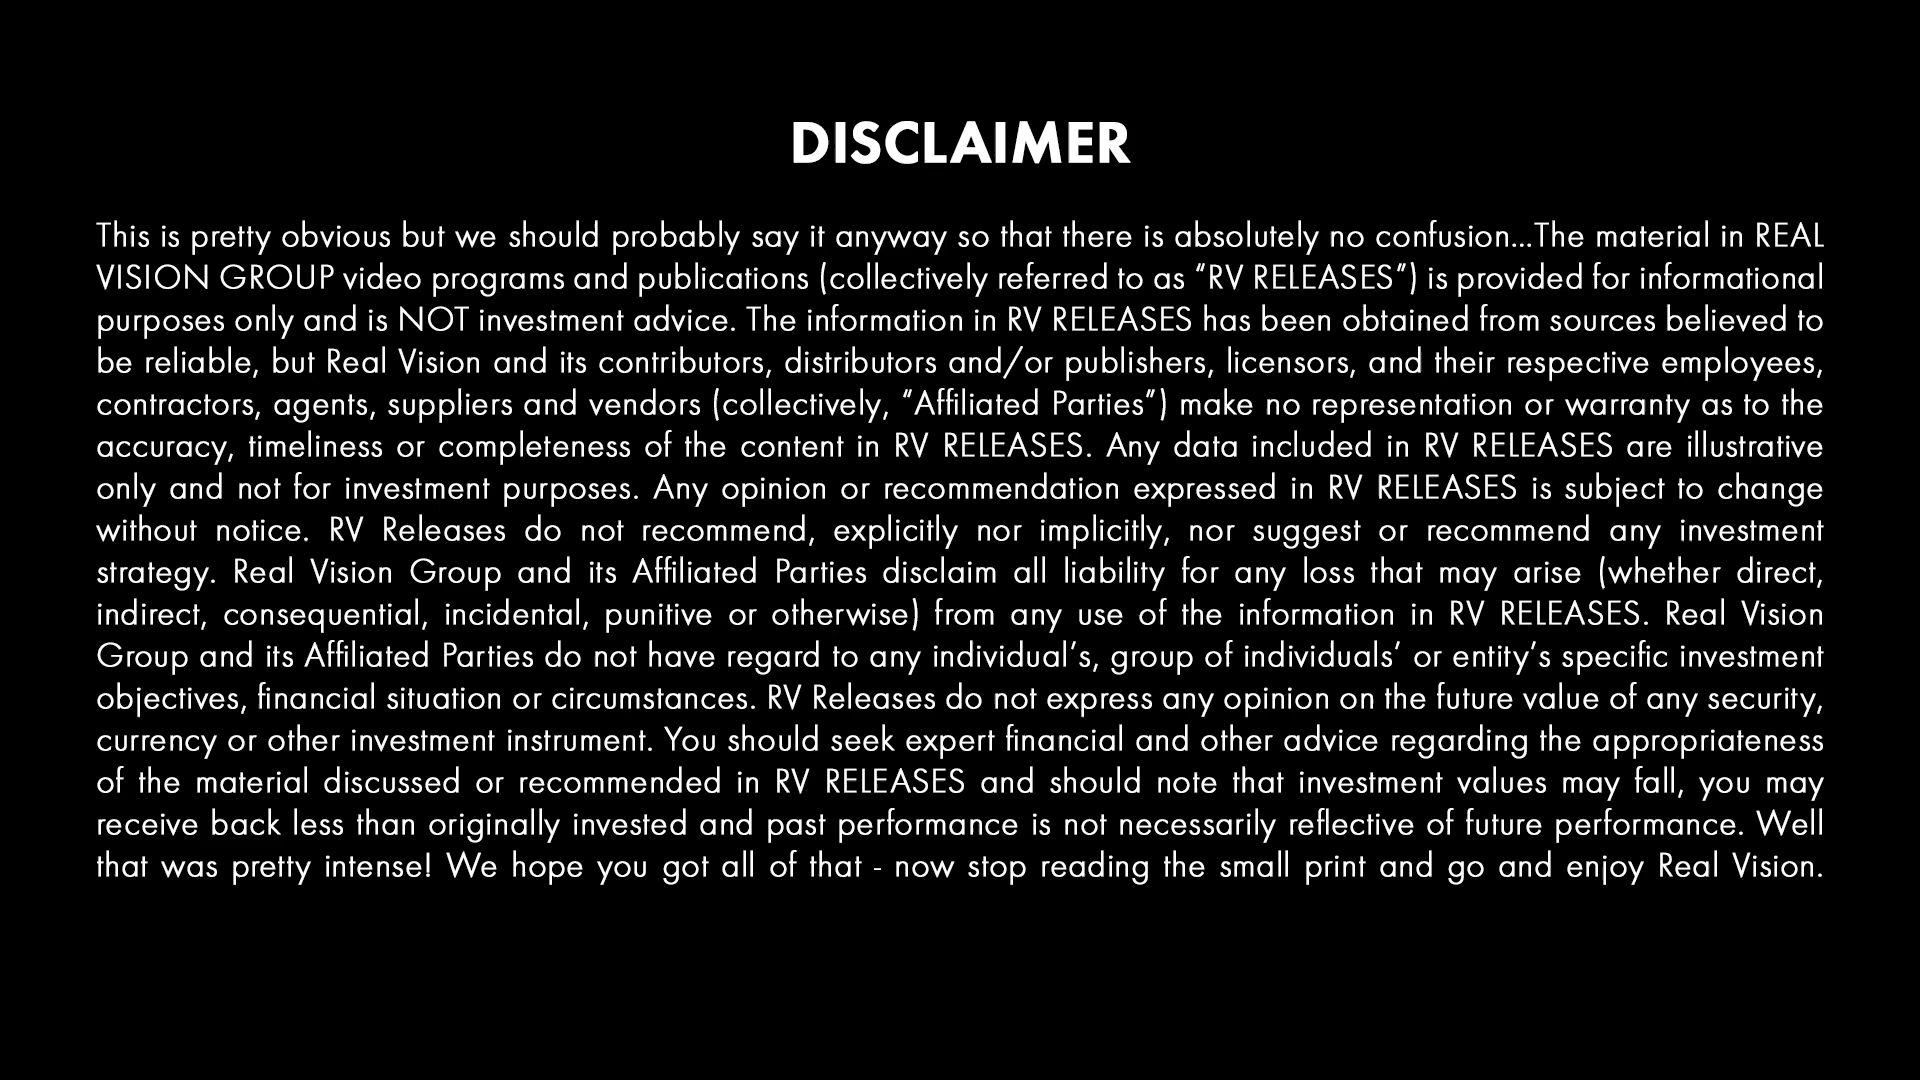 DISCLAIMER
This is pretty obvious but we should probably say it anyway so that there is absolutely no confusion...The material in REAL
VISION GROUP video programs and publications (collectively referred to as “RV RELEASES”) is provided for informational
purposes only and is NOT investment advice. The information in RV RELEASES has been obtained from sources believed to
be reliable, but Real Vision and its contributors, distributors and/or publishers, licensors, and their respective employees,
contractors, agents, suppliers and vendors (collectively, “Affiliated Parties”) make no representation or warranty as to the
accuracy, timeliness or completeness of the content in RV RELEASES. Any data included in RV RELEASES are illustrative
only and not for investment purposes. Any opinion or recommendation expressed in RV RELEASES is subject to change
without notice. RV Releases do not recommend, explicitly nor implicitly, nor suggest or recommend any investment
strategy. Real Vision Group and its Affiliated Parties disclaim all liability for any loss that may arise (whether direct,
indirect, consequential, incidental, punitive or otherwise) from any use of the information in RV RELEASES. Real Vision
Group and its Affiliated Parties do not have regard to any individual’s, group of individuals’ or entity’s specific investment
objectives, financial situation or circumstances. RV Releases do not express any opinion on the future value of any security,
currency or other investment instrument. You should seek expert financial and other advice regarding the appropriateness
of the material discussed or recommended in RV RELEASES and should note that investment values may fall, you may
receive back less than originally invested and past performance is not necessarily reflective of future performance. Well
that was pretty intense! We hope you got all of that - now stop reading the small print and go and enjoy Real Vision.